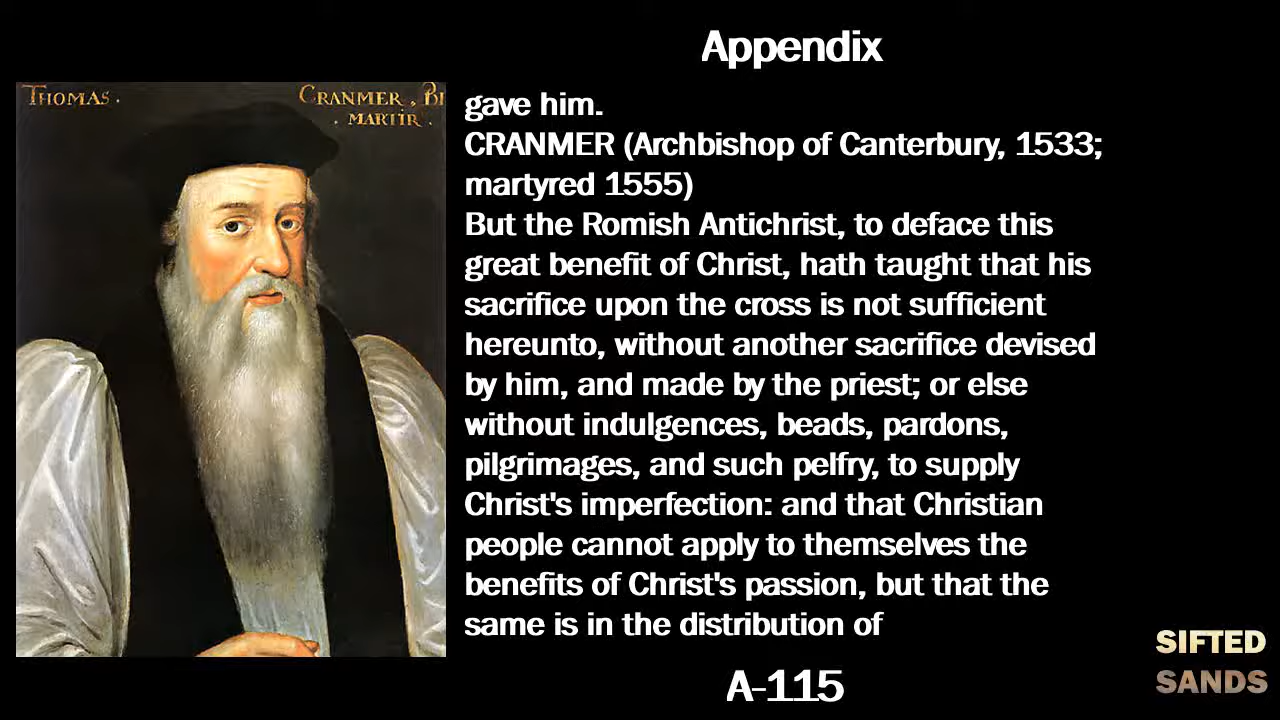 Appendix
THOMAS.
CRANMER, BI
. MARTIR.
gave him.
CRANMER (Archbishop of Canterbury, 1533;
martyred 1555)
But the Romish Antichrist, to deface this
great benefit of Christ, hath taught that his
sacrifice upon the cross is not sufficient
hereunto, without another sacrifice devised
by him, and made by the priest; or else
without indulgences, beads, pardons,
pilgrimages, and such pelfry, to supply
Christ's imperfection: and that Christian
people cannot apply to themselves the
benefits of Christ's passion, but that the
same is in the distribution of
A-115
SIFTED
SANDS